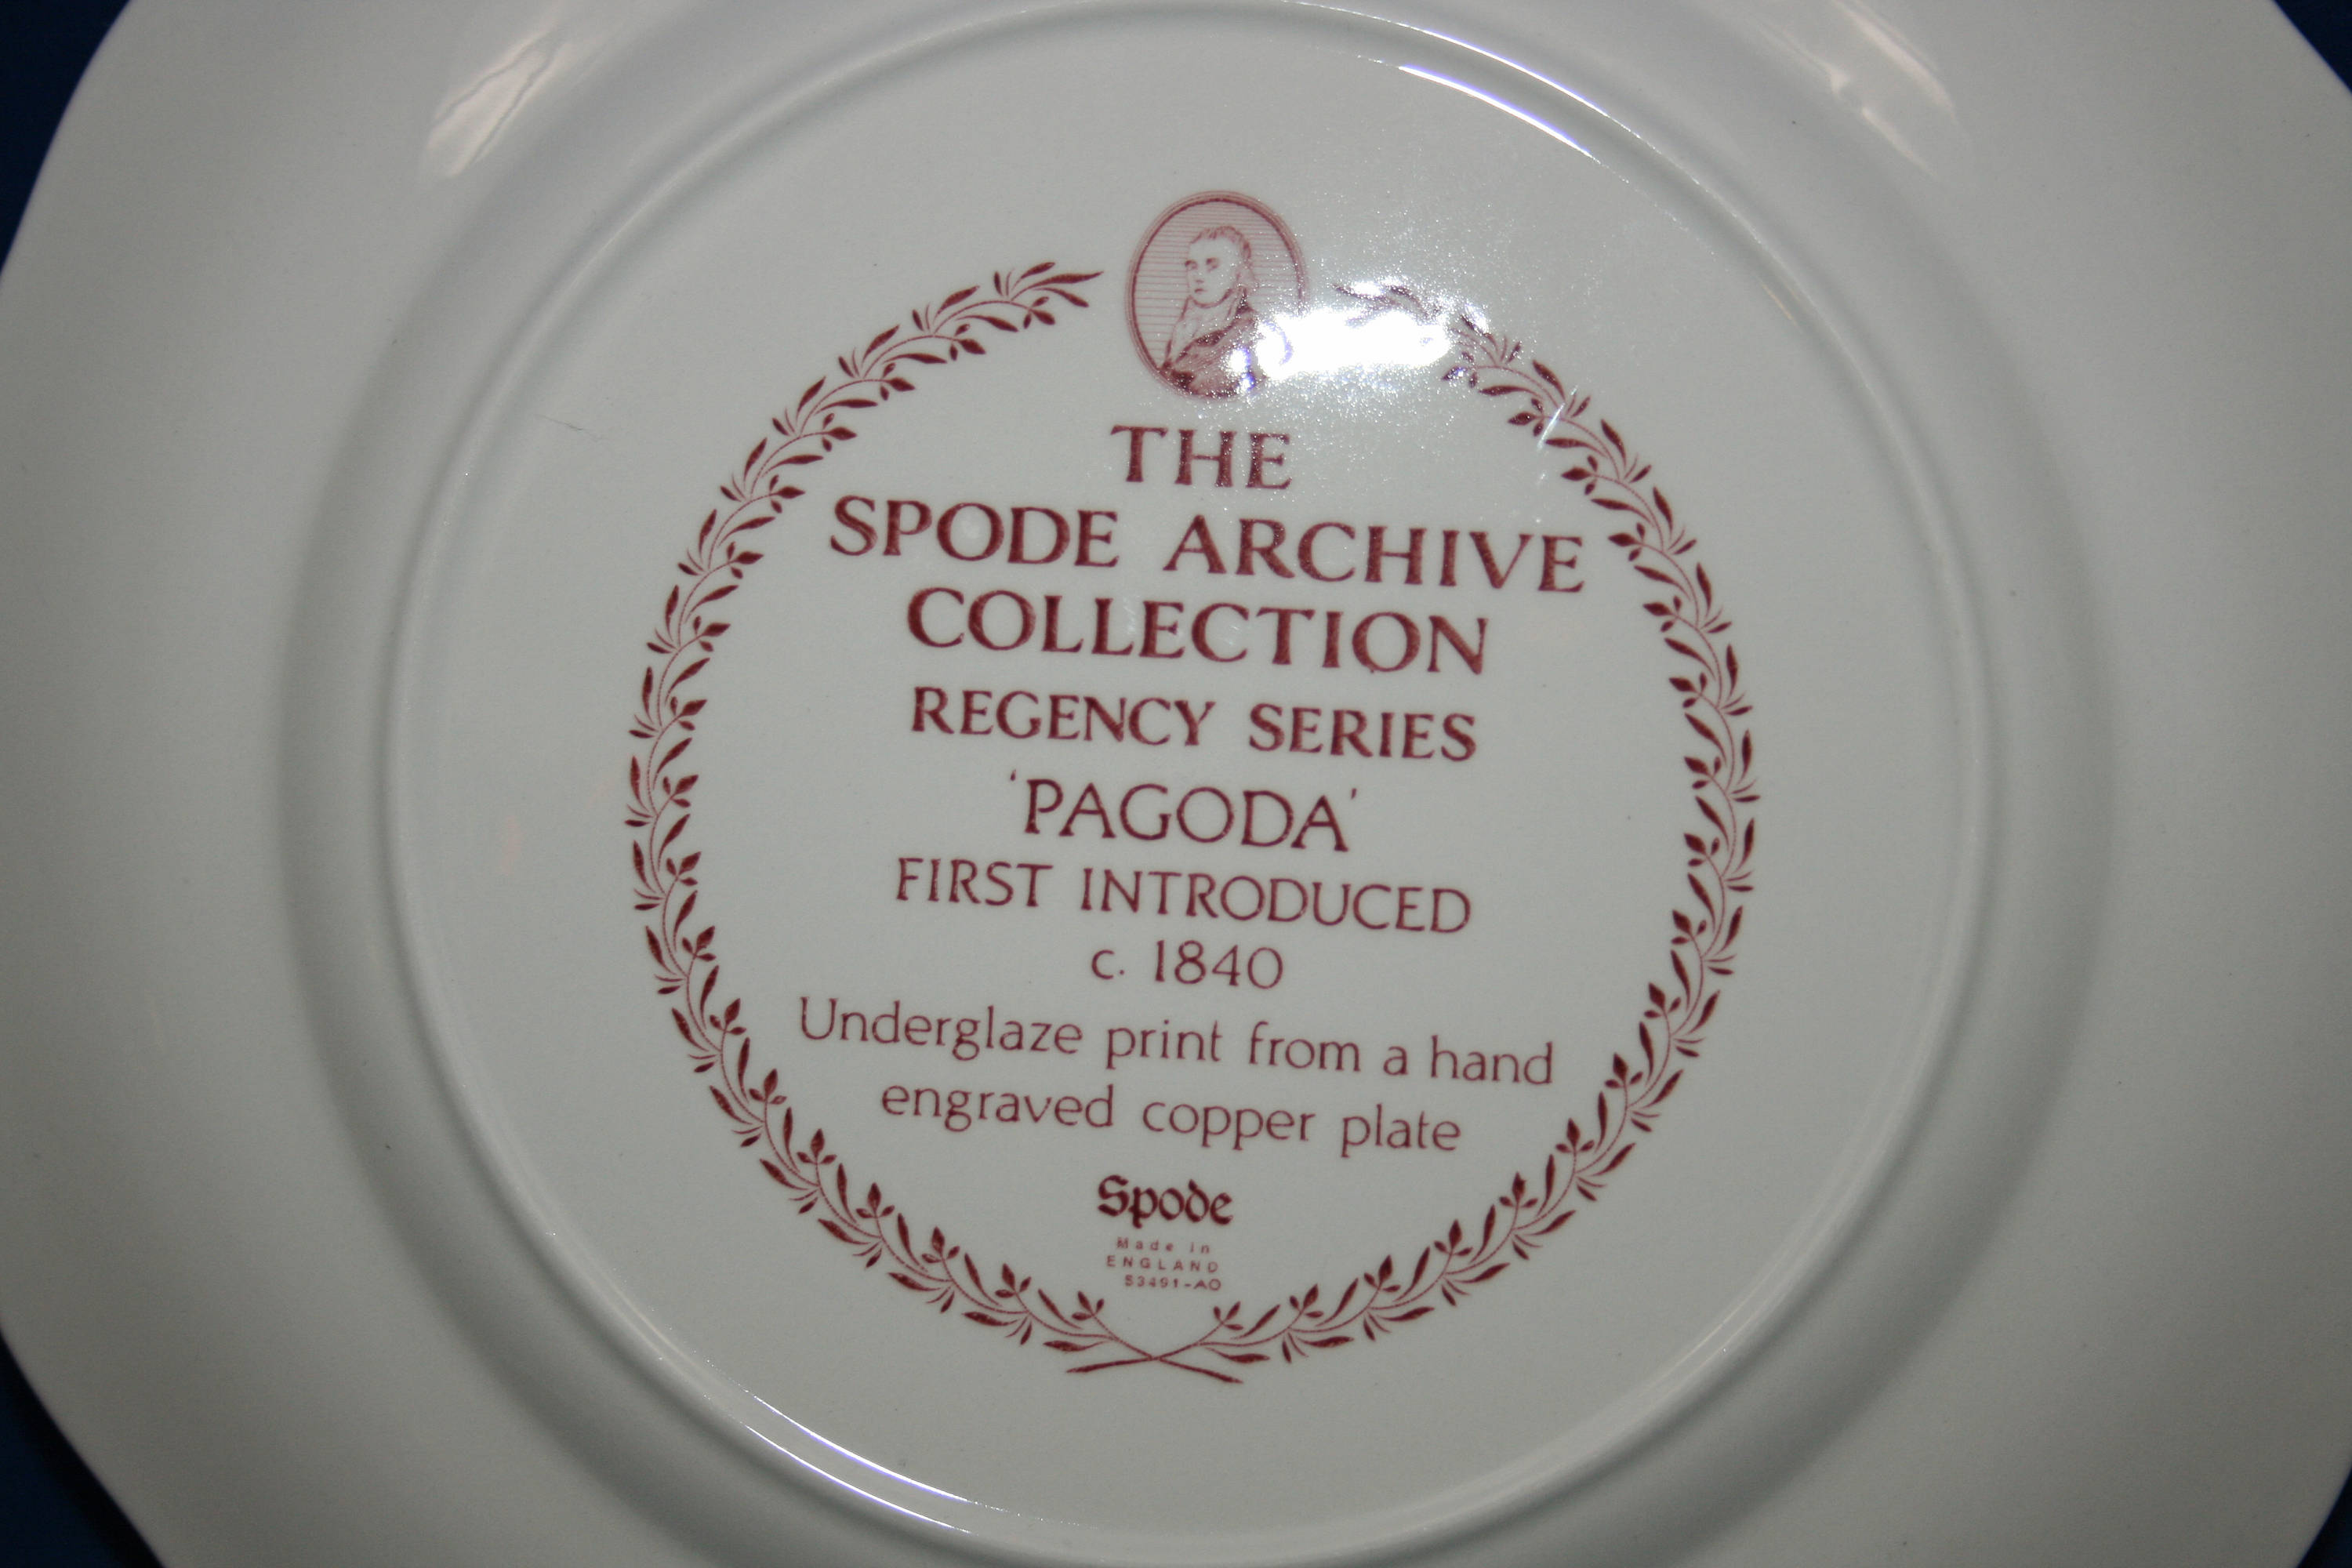 THE
SPODE ARCHIVE
COLLECTION
REGENCY SERIES
'PAGODA'
FIRST INTRODUCED
c. 1840
Underglaze print from a hand
engraved copper plate
Spode
Made in
ENGLAND
S3491-AO